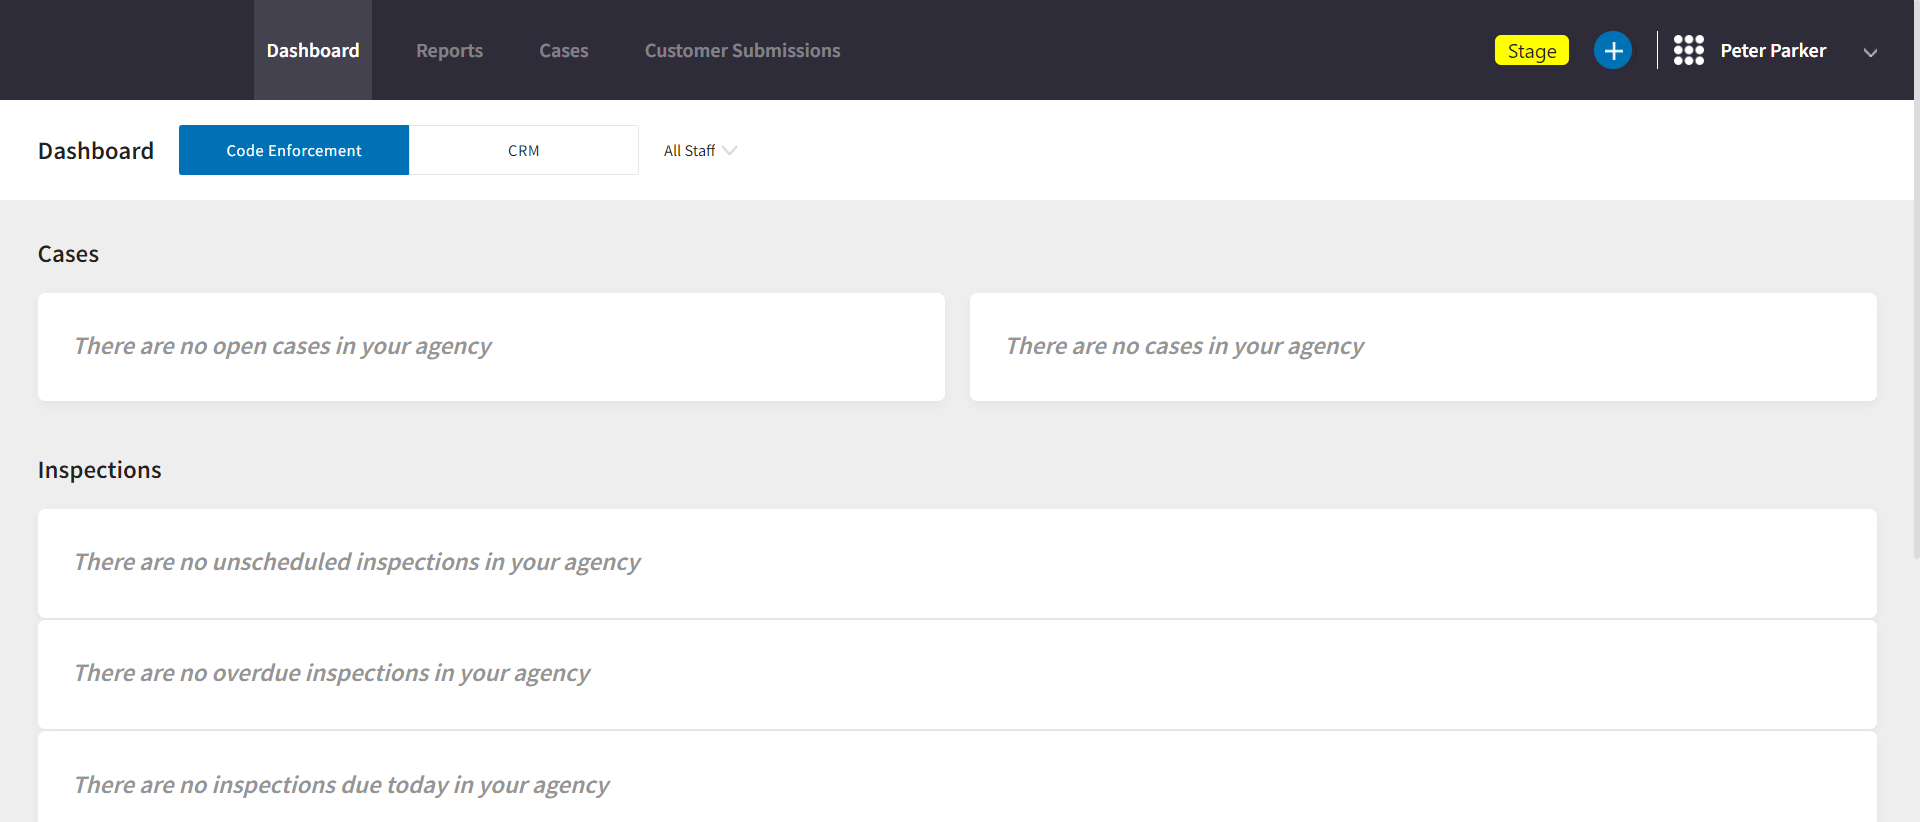 Dashboard Reports Cases Customer Submissions Stage Peter Parker
Dashboard Code Enforcement CRM All Staff
Cases
There are no open cases in your agency There are no cases in your agency
Inspections
There are no unscheduled inspections in your agency
There are no overdue inspections in your agency
There are no inspections due today in your agency